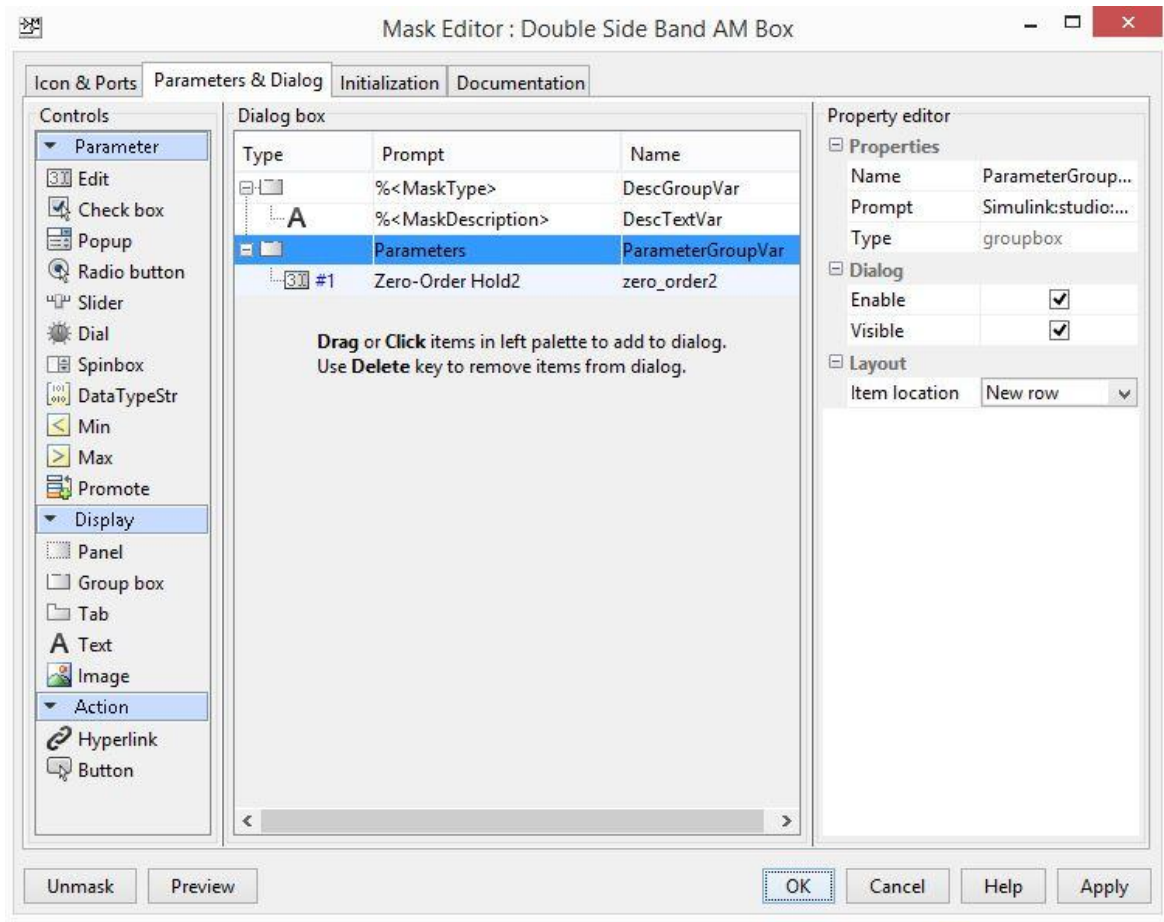 Mask Editor : Double Side Band AM Box
Icon & Ports Parameters & Dialog Initialization Documentation
Controls
Parameter
Edit
Check box
Popup
Radio button
Slider
Dial
Spinbox
DataTypeStr
Min
Max
Promote
Display
Panel
Group box
Tab
Text
Image
Action
Hyperlink
Button
Dialog box
Type Prompt Name
%<MaskType> DescGroupVar
A %<MaskDescription> DescTextVar
Parameters ParameterGroupVar
#1 Zero-Order Hold2 zero_order2
Drag or Click items in left palette to add to dialog.
Use Delete key to remove items from dialog.
Property editor
Properties
Name ParameterGroup...
Prompt Simulink:studio:...
Type groupbox
Dialog
Enable
Visible
Layout
Item location New row
Unmask Preview OK Cancel Help Apply